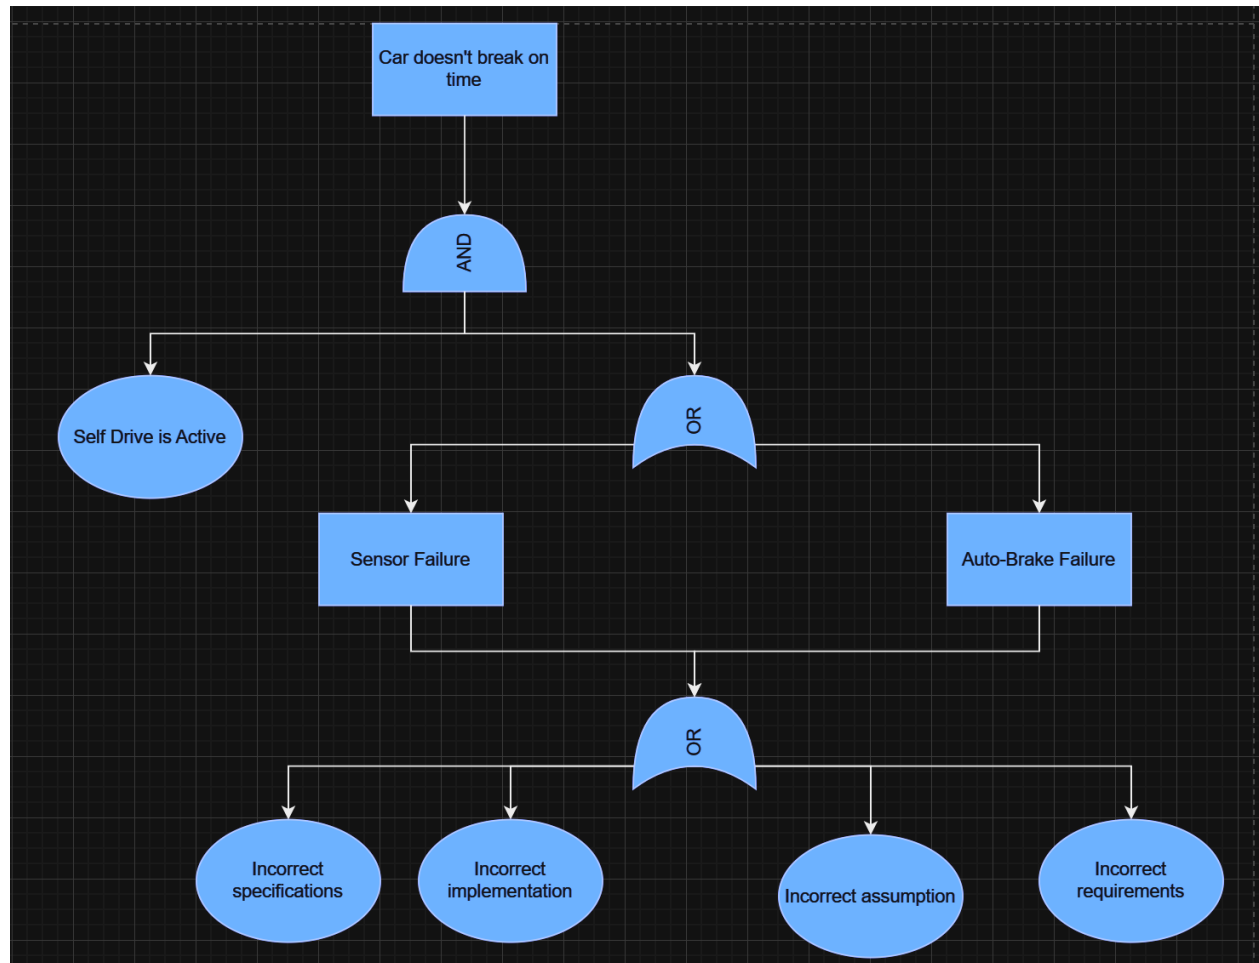 Car doesn't break on
time
AND
Self Drive is Active
OR
Sensor Failure
Auto-Brake Failure
OR
Incorrect
specifications
Incorrect
implementation
Incorrect assumption
Incorrect
requirements